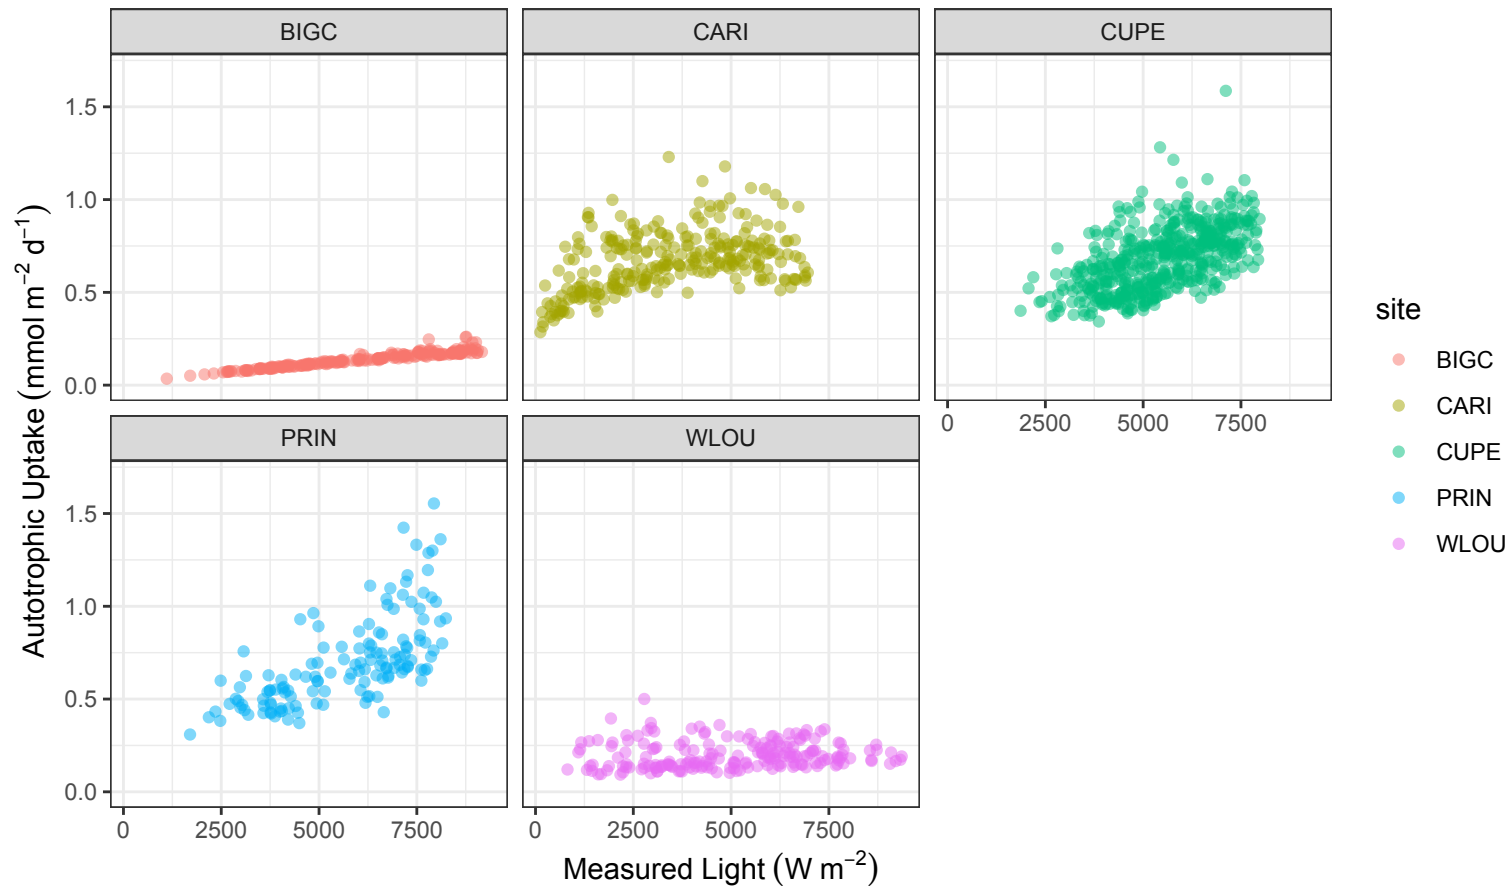 BIGC CARI CUPE
1.5
1.0
0.5
0.0
0 2500 5000 7500
PRIN WLOU
1.5
1.0
0.5
0.0
0 2500 5000 7500 0 2500 5000 7500
Autotrophic Uptake (mmol m⁻² d⁻¹)
Measured Light (W m⁻²)
site
BIGC
CARI
CUPE
PRIN
WLOU